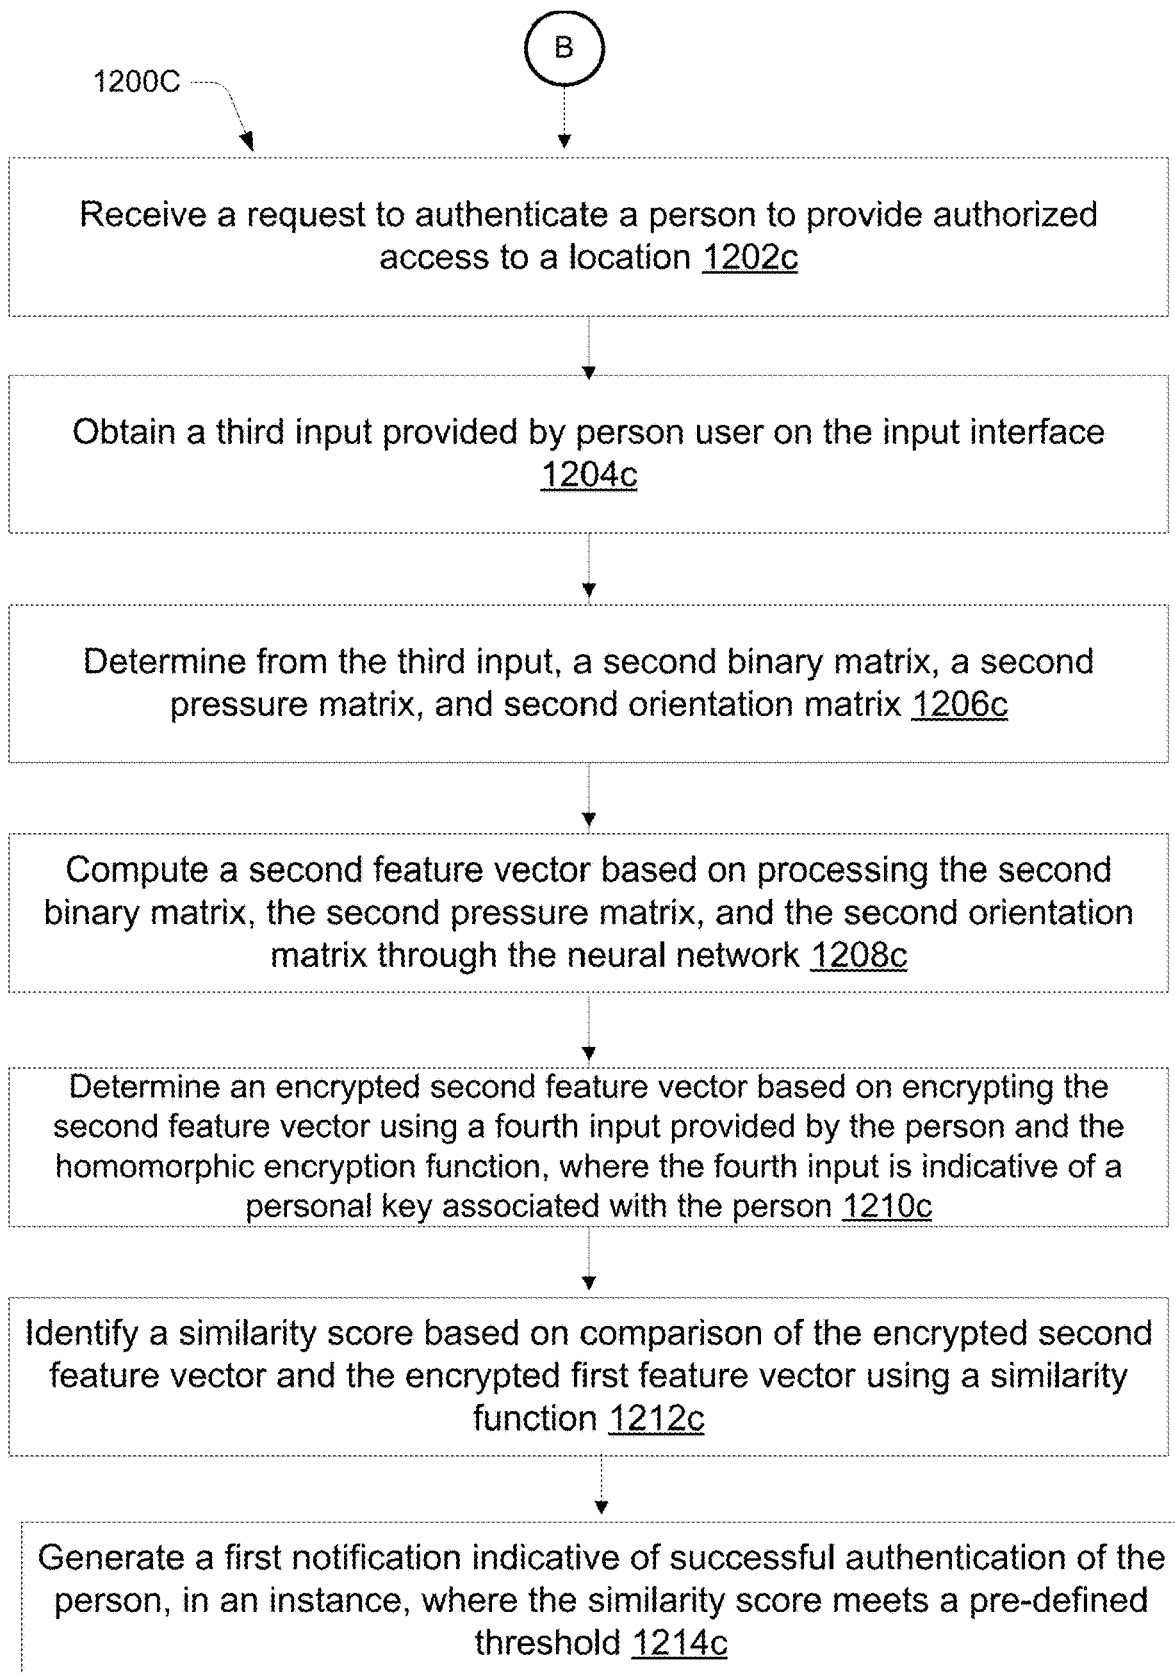 B
1200C
Receive a request to authenticate a person to provide authorized
access to a location 1202c
Obtain a third input provided by person user on the input interface
1204c
Determine from the third input, a second binary matrix, a second
pressure matrix, and second orientation matrix 1206c
Compute a second feature vector based on processing the second
binary matrix, the second pressure matrix, and the second orientation
matrix through the neural network 1208c
Determine an encrypted second feature vector based on encrypting the
second feature vector using a fourth input provided by the person and the
homomorphic encryption function, where the fourth input is indicative of a
personal key associated with the person 1210c
Identify a similarity score based on comparison of the encrypted second
feature vector and the encrypted first feature vector using a similarity
function 1212c
Generate a first notification indicative of successful authentication of the
person, in an instance, where the similarity score meets a pre-defined
threshold 1214c